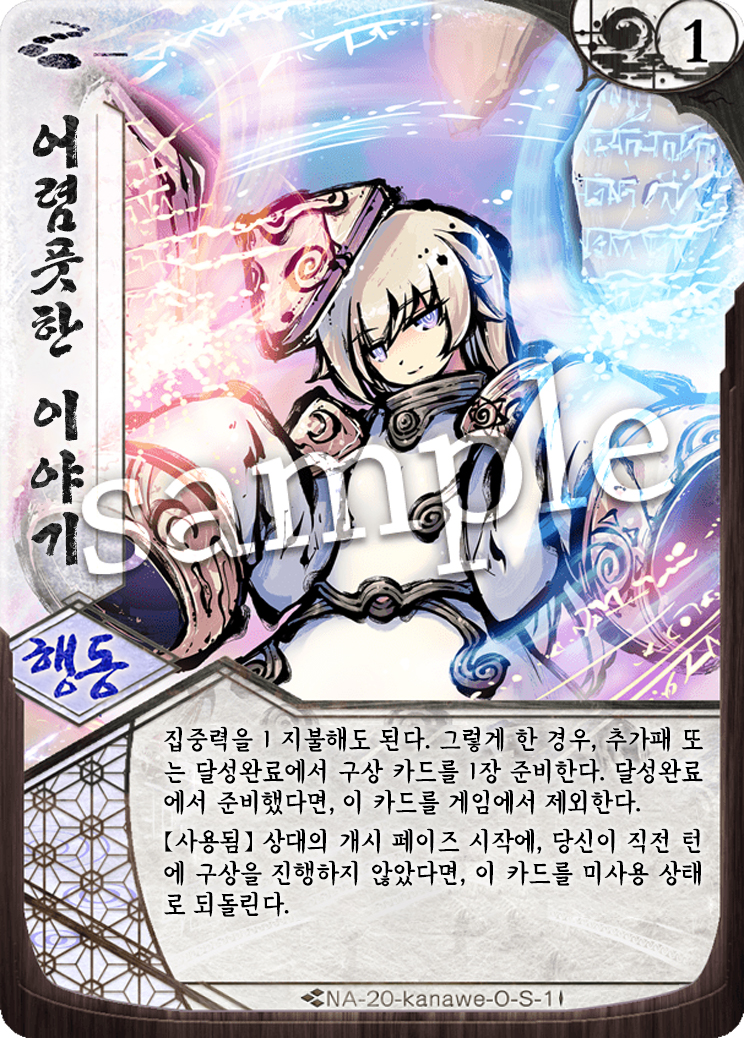 1
어렴풋한 이야기
sample
행동
집중력을 1 지불해도 된다. 그렇게 한 경우, 추가패 또
는 달성완료에서 구상 카드를 1장 준비한다. 달성완료
에서 준비했다면, 이 카드를 게임에서 제외한다.
【사용됨】 상대의 개시 페이즈 시작에, 당신이 직전 턴
에 구상을 진행하지 않았다면, 이 카드를 미사용 상태
로 되돌린다.
NA-20-kanawe-O-S-1